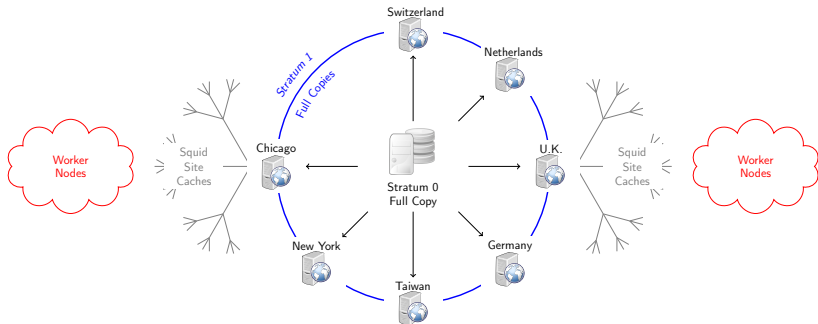 Switzerland
Netherlands
Stratum 1
Full Copies
Chicago
U.K.
Worker
Nodes
Squid
Site
Caches
Stratum 0
Full Copy
Squid
Site
Caches
Worker
Nodes
New York
Germany
Taiwan